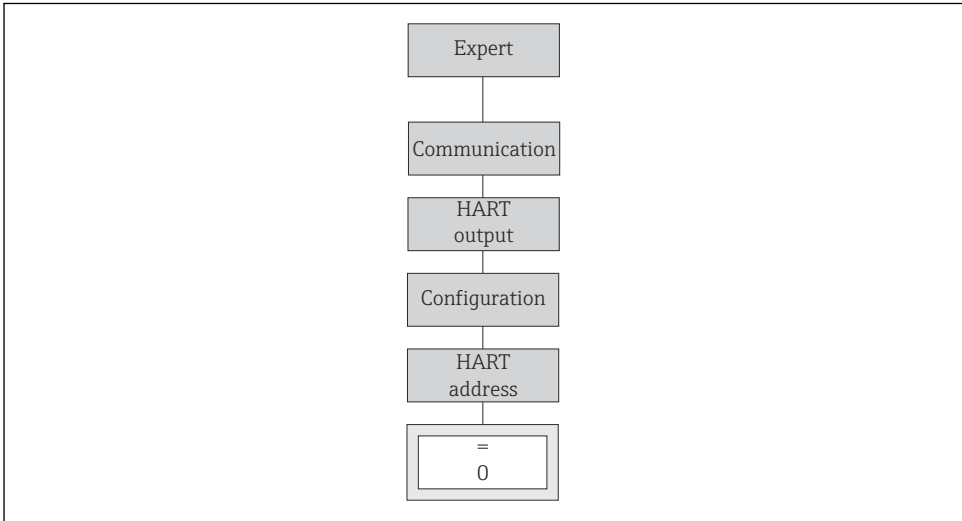 Expert
Communication
HART
output
Configuration
HART
address
=
0